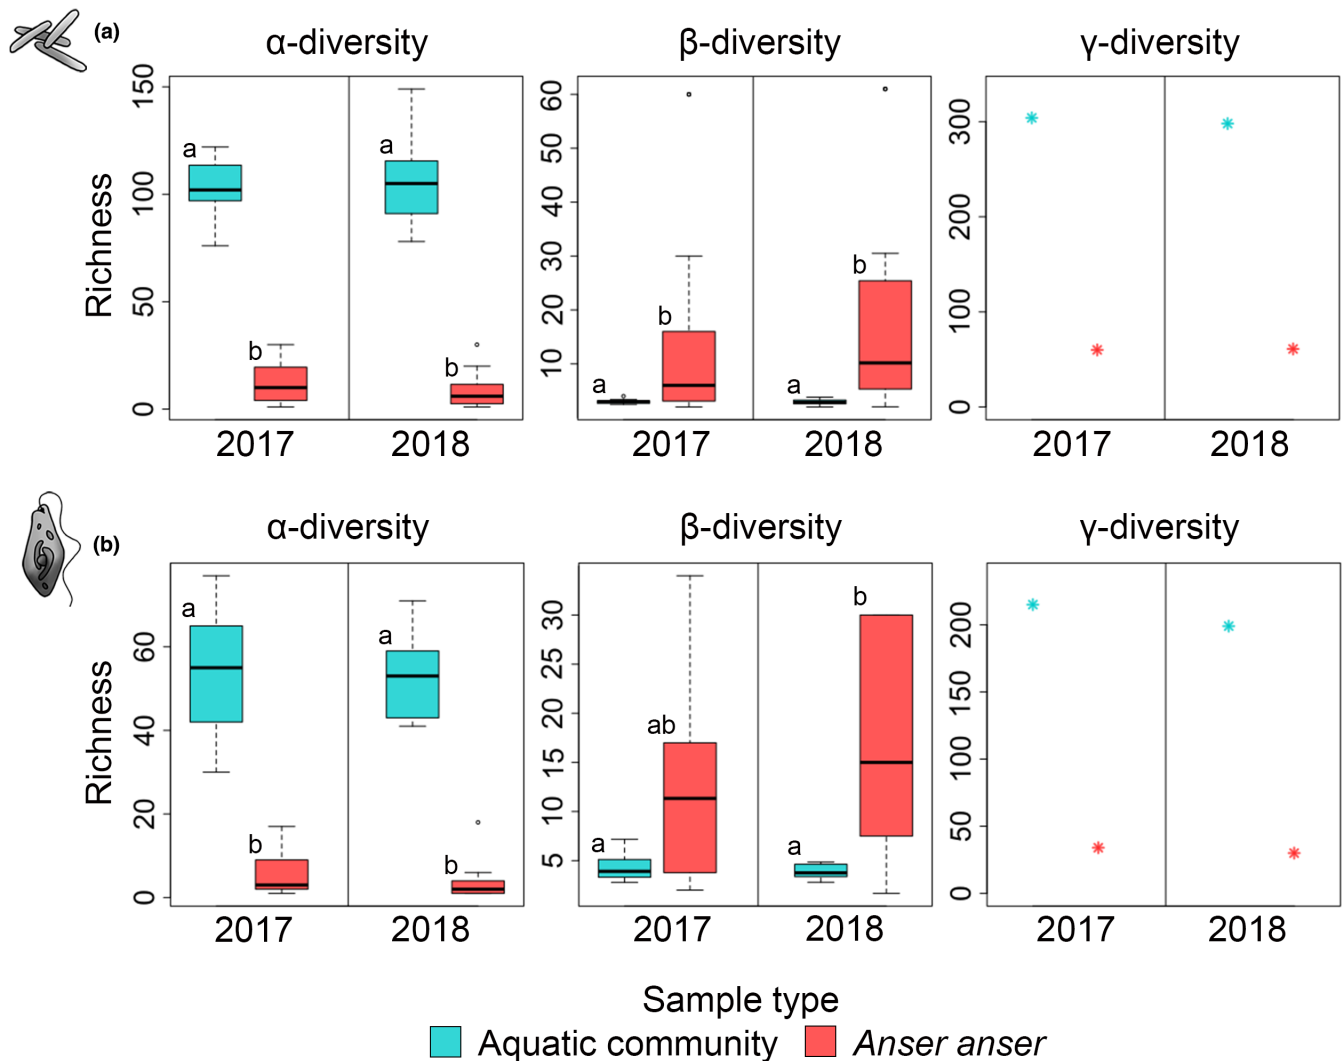 (a)
α-diversity β-diversity γ-diversity
Richness
0 50 100 150
a b a b
2017 2018
10 20 30 40 50 60
a b a b
2017 2018
0 100 200 300
2017 2018
(b)
α-diversity β-diversity γ-diversity
Richness
0 20 40 60
a b a b
2017 2018
5 10 15 20 25 30
a ab a b
2017 2018
0 50 100 150 200
2017 2018
Sample type
Aquatic community Anser anser